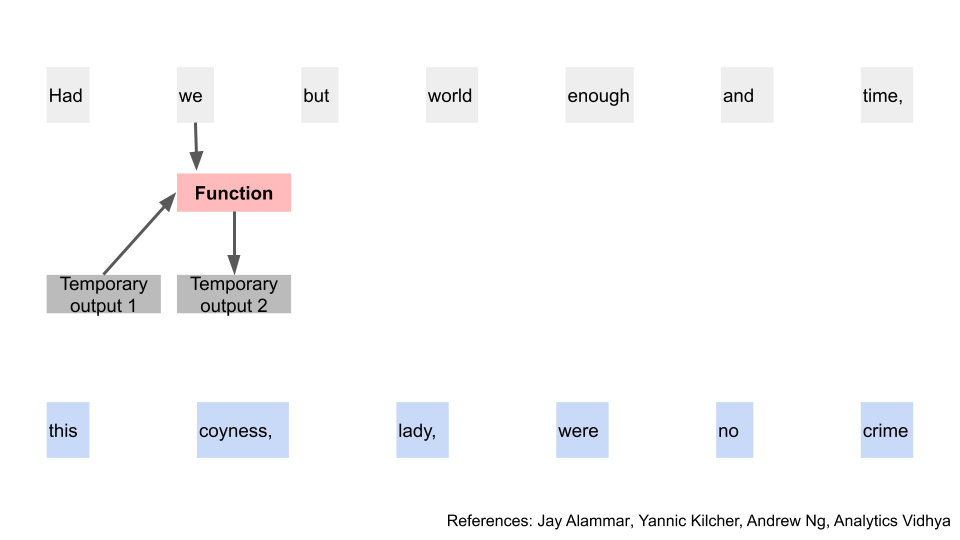 Had we but world enough and time,
Function
Temporary output 1
Temporary output 2
this coyness, lady, were no crime
References: Jay Alammar, Yannic Kilcher, Andrew Ng, Analytics Vidhya